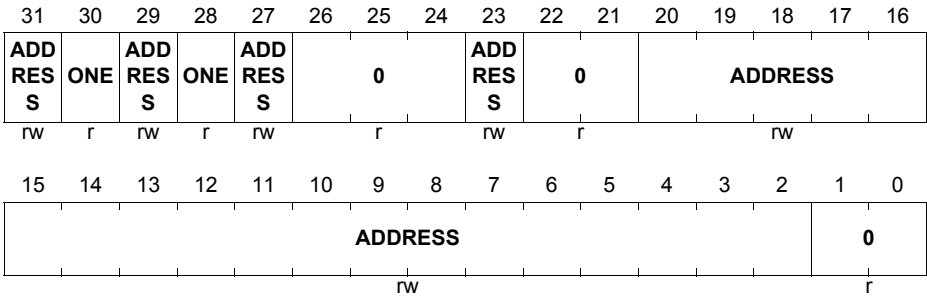 31 30 29 28 27 26 25 24 23 22 21 20 19 18 17 16
ADD RES S ONE ADD RES S ONE ADD RES S 0 ADD RES S 0 ADDRESS
rw r rw r rw r rw r rw
15 14 13 12 11 10 9 8 7 6 5 4 3 2 1 0
ADDRESS 0
rw r